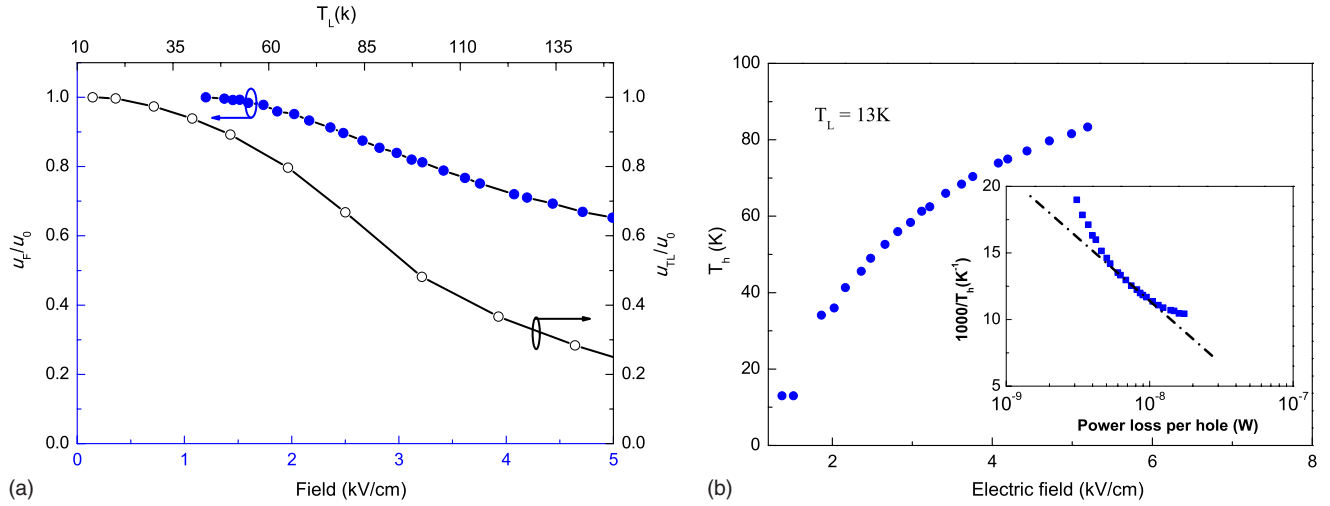 T_L(k)
10 35 60 85 110 135
1.0 1.0
0.8 0.8
0.6 0.6
0.4 0.4
0.2 0.2
0.0 0.0
u_F/u_0
u_TL/u_0
0 1 2 3 4 5
Field (kV/cm)
(a)
100
80
60
40
20
0
T_h (K)
T_L = 13K
20
15
10
5
1000/T_h(K^-1)
10^-9 10^-8 10^-7
Power loss per hole (W)
2 4 6 8
Electric field (kV/cm)
(b)